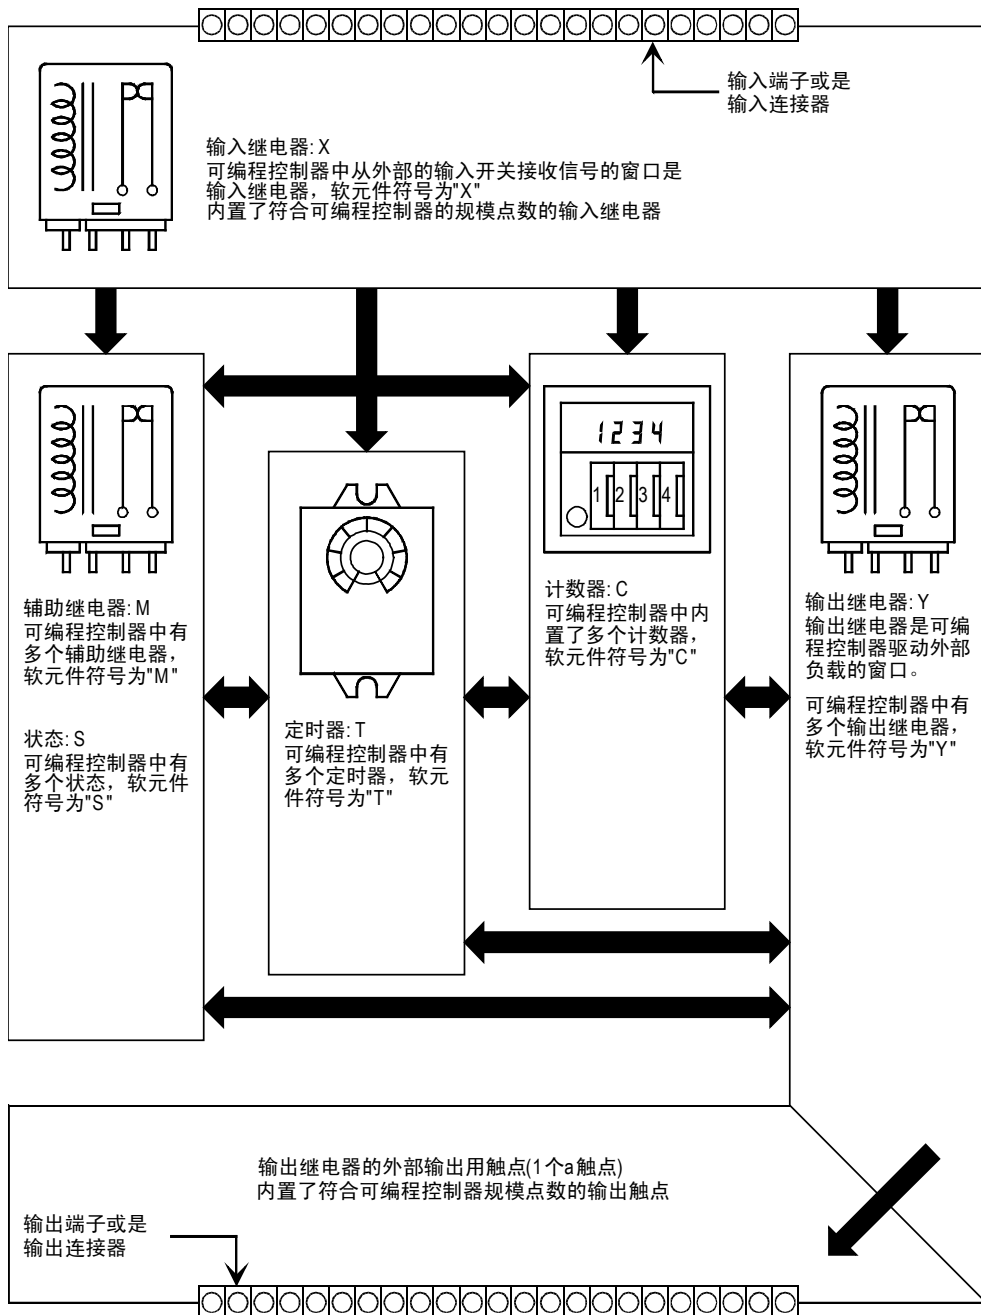 输入端子或是
输入连接器
输入继电器: X
可编程控制器中从外部的输入开关接收信号的窗口是
输入继电器，软元件符号为"X"
内置了符合可编程控制器的规模点数的输入继电器
1234
1 2 3 4
辅助继电器: M
可编程控制器中有
多个辅助继电器，
软元件符号为"M"
状态: S
可编程控制器中有
多个状态，软元件
符号为"S"
定时器: T
可编程控制器中有
多个定时器，软元
件符号为"T"
计数器: C
可编程控制器中内
置了多个计数器，
软元件符号为"C"
输出继电器: Y
输出继电器是可编
程控制器驱动外部
负载的窗口。
可编程控制器中有
多个输出继电器，
软元件符号为"Y"
输出继电器的外部输出用触点(1个a触点)
内置了符合可编程控制器规模点数的输出触点
输出端子或是
输出连接器